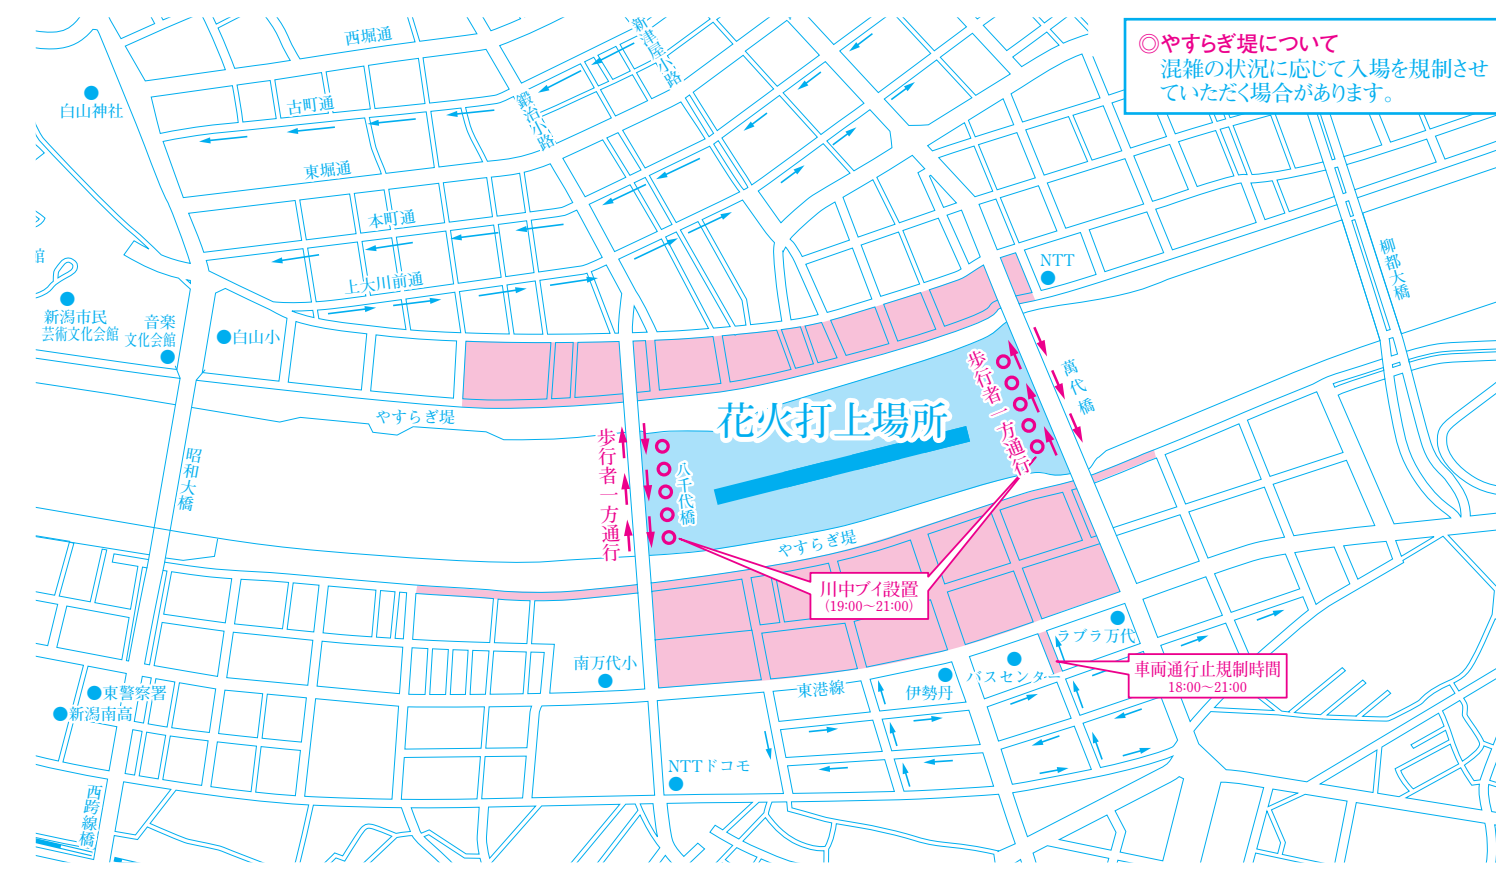 ◎やすらぎ堤について
混雑の状況に応じて入場を規制させ
ていただく場合があります。
西堀通
新津屋小路
白山神社
古町通
鍛冶小路
東堀通
本町通
上大川前通
館
新潟市民
芸術文化会館
音楽
文化会館
白山小
NTT
柳都大橋
萬代橋
歩行者一方通行
花火打上場所
やすらぎ堤
歩行者一方通行
八千代橋
昭和大橋
やすらぎ堤
川中ブイ設置
(19:00〜21:00)
ラブラ万代
南万代小
東港線
伊勢丹
バスセンター
車両通行止規制時間
18:00〜21:00
東警察署
新潟南高
NTTドコモ
西跨線橋